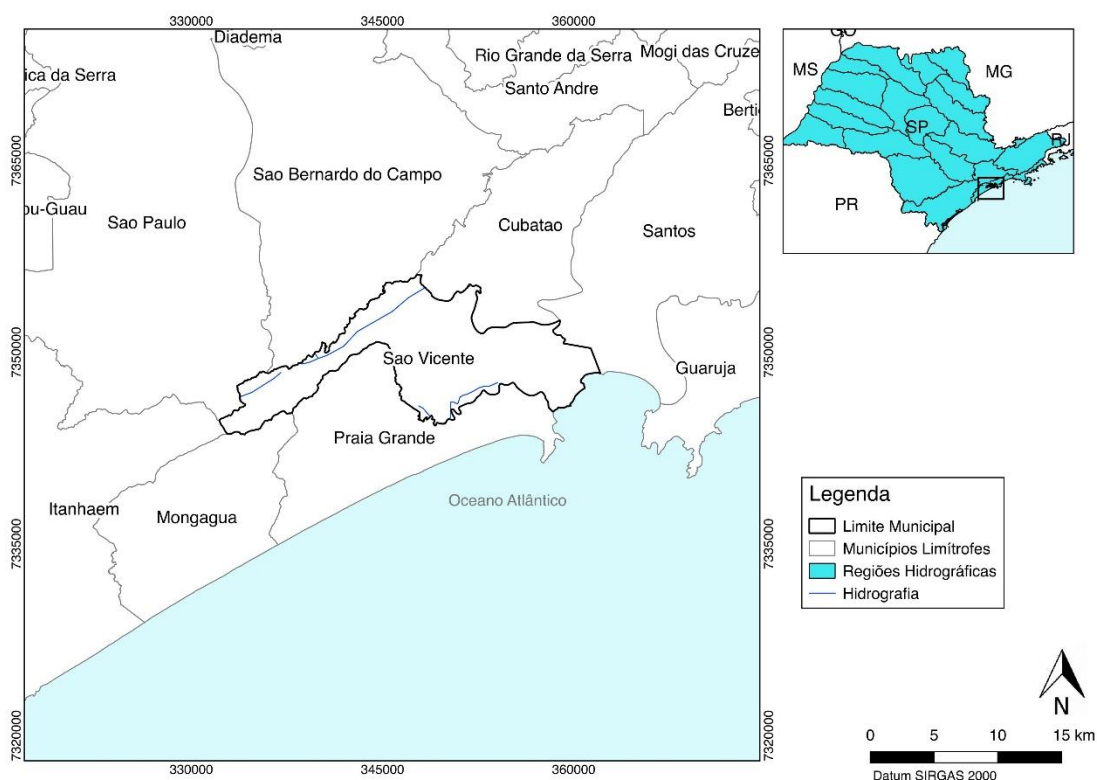 330000
345000
360000
Diadema
Rio Grande da Serra
Mogi das Cruze
ica da Serra
Santo Andre
Berti
7365000
7365000
Sao Bernardo do Campo
ou-Guau
Sao Paulo
Cubatao
Santos
7350000
7350000
Sao Vicente
Guaruja
Praia Grande
Itanhaem
Mongagua
Oceano Atlântico
7335000
7335000
7320000
7320000
330000
345000
360000
GO
MS
MG
SP
RJ
PR
Legenda
Limite Municipal
Municípios Limítrofes
Regiões Hidrográficas
Hidrografia
N
0 5 10 15 km
Datum SIRGAS 2000